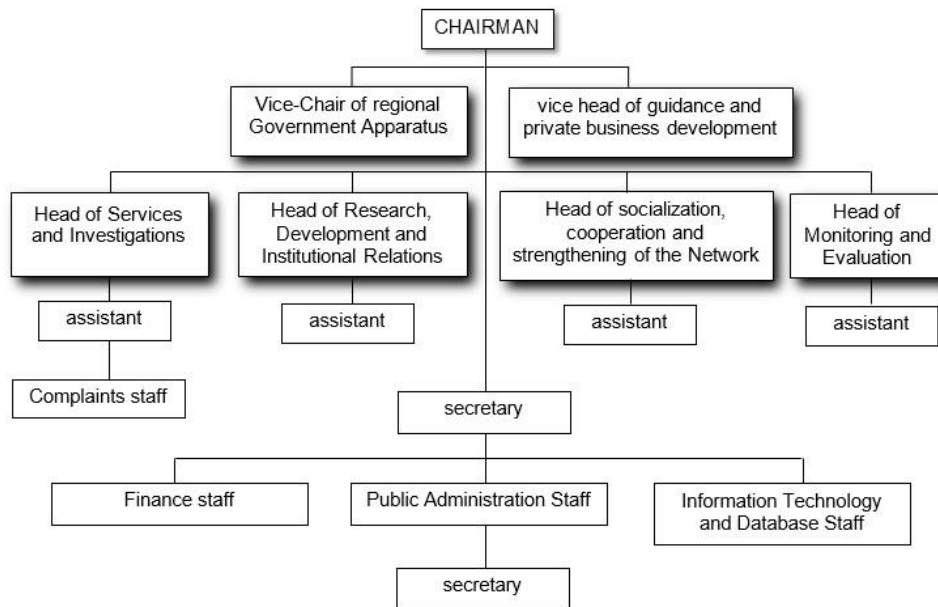 CHAIRMAN
Vice-Chair of regional
Government Apparatus
vice head of guidance and
private business development
Head of Services
and Investigations
Head of Research,
Development and
Institutional Relations
Head of socialization,
cooperation and
strengthening of the Network
Head of
Monitoring and
Evaluation
assistant
assistant
assistant
assistant
Complaints staff
secretary
Finance staff
Public Administration Staff
Information Technology
and Database Staff
secretary